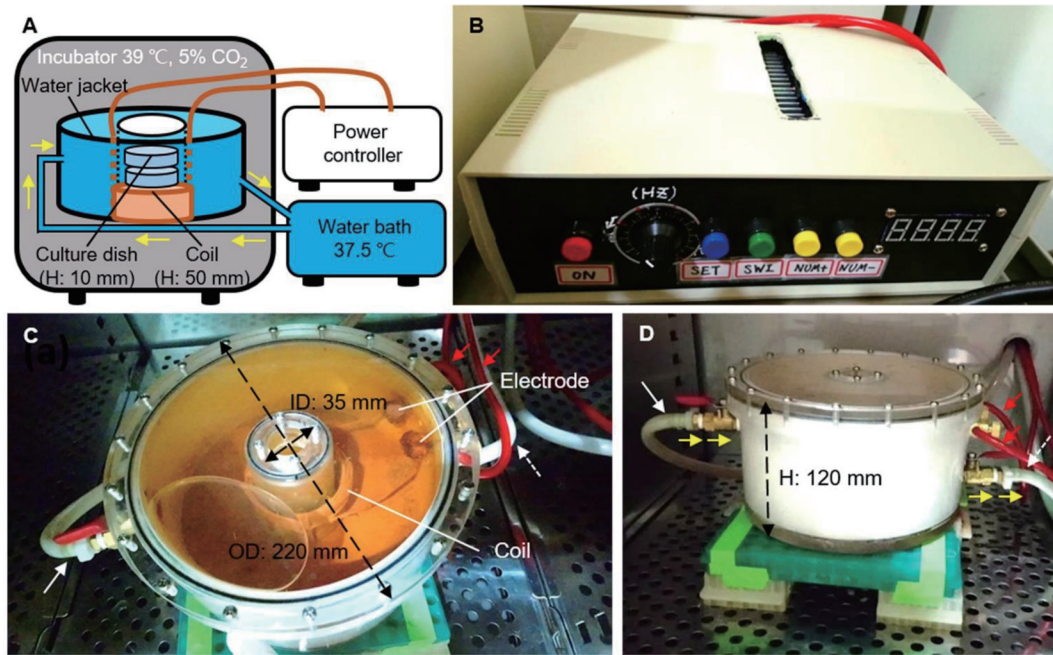 A
Incubator 39 ℃, 5% CO₂
Water jacket
Power
controller
Water bath
37.5 ℃
Culture dish
(H: 10 mm)
Coil
(H: 50 mm)
B
(HZ)
ON
SET
SWI
NUM+
NUM-
8888
C
(a)
Electrode
ID: 35 mm
OD: 220 mm
Coil
D
H: 120 mm